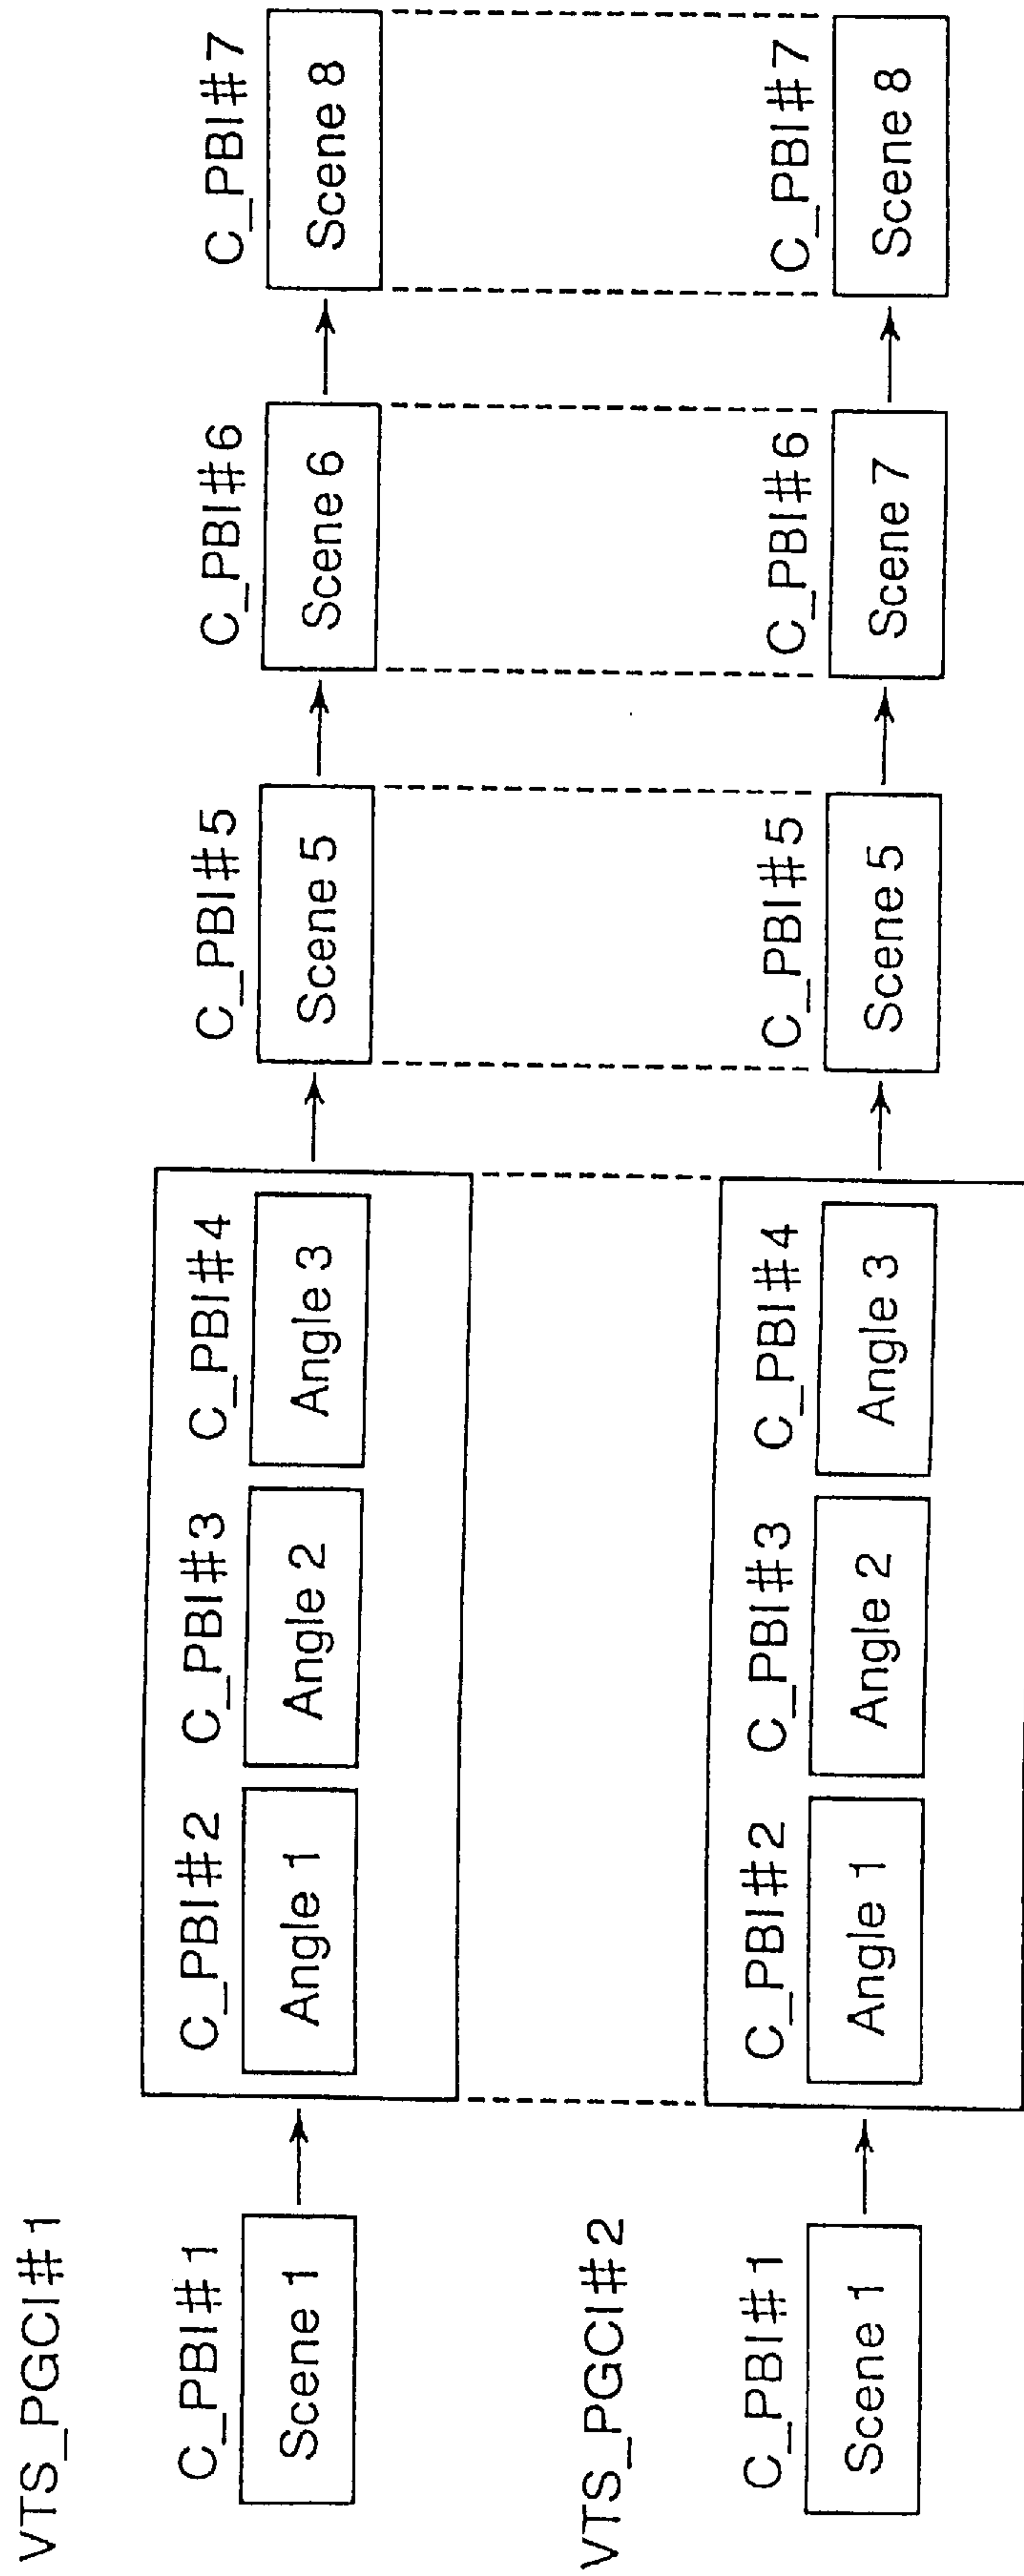 VTS_PGCI#1
C_PBI#1 C_PBI#2 C_PBI#3 C_PBI#4 C_PBI#5 C_PBI#6 C_PBI#7
Scene 1 Angle 1 Angle 2 Angle 3 Scene 5 Scene 6 Scene 8
VTS_PGCI#2
C_PBI#1 C_PBI#2 C_PBI#3 C_PBI#4 C_PBI#5 C_PBI#6 C_PBI#7
Scene 1 Angle 1 Angle 2 Angle 3 Scene 5 Scene 7 Scene 8